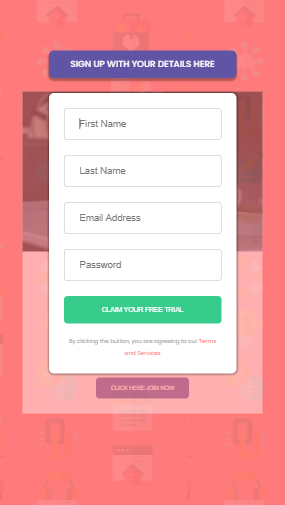 SIGN UP WITH YOUR DETAILS HERE
First Name
Last Name
Email Address
Password
CLAIM YOUR FREE TRIAL
By clicking the button, you are agreeing to our Terms
and Services
CLICK HERE JOIN NOW